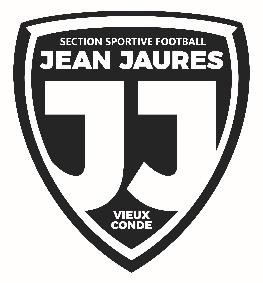 SECTION SPORTIVE FOOTBALL
JEAN JAURES
JJ
VIEUX
CONDE